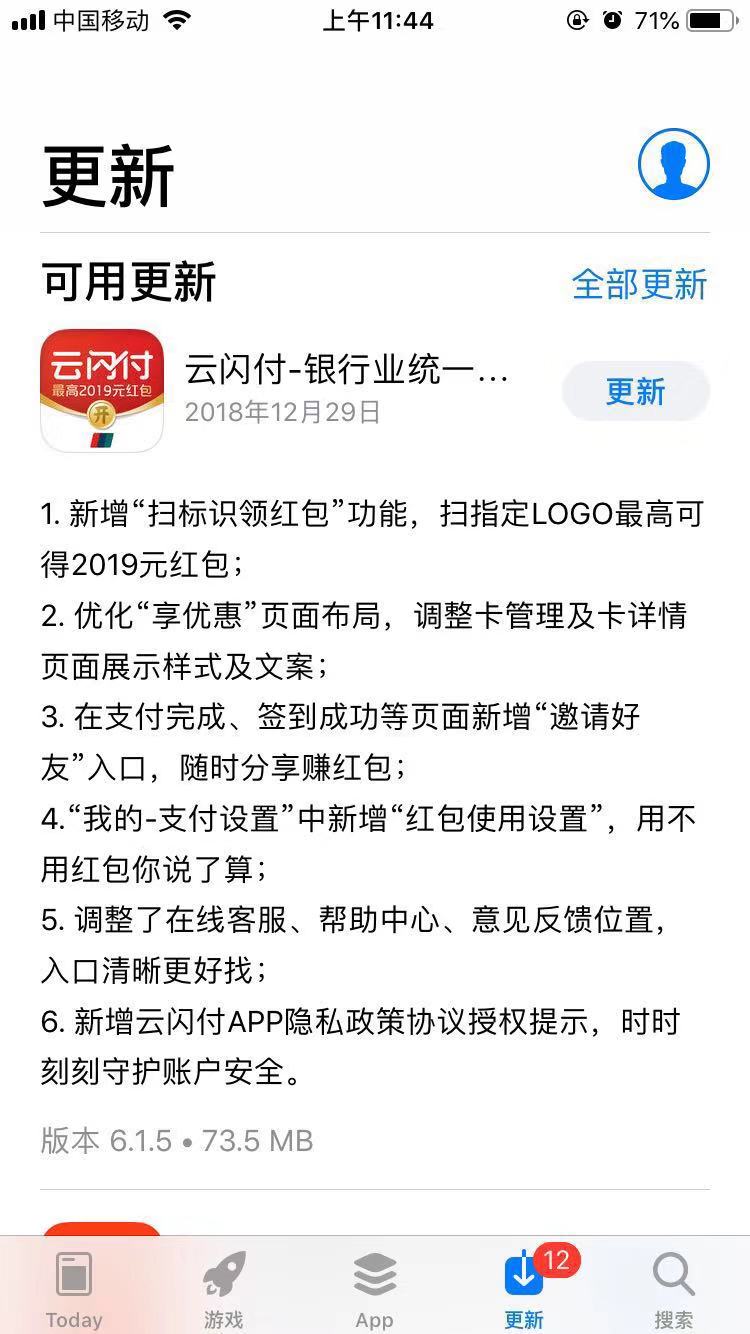 中国移动
上午11:44
71%
更新
可用更新
全部更新
云闪付
最高2019元红包
开
云闪付-银行业统一...
2018年12月29日
更新
1. 新增“扫标识领红包”功能，扫指定LOGO最高可
得2019元红包；
2. 优化“享优惠”页面布局，调整卡管理及卡详情
页面展示样式及文案；
3. 在支付完成、签到成功等页面新增“邀请好
友”入口，随时分享赚红包；
4.“我的-支付设置”中新增“红包使用设置”，用不
用红包你说了算；
5. 调整了在线客服、帮助中心、意见反馈位置，
入口清晰更好找；
6. 新增云闪付APP隐私政策协议授权提示，时时
刻刻守护账户安全。
版本 6.1.5 • 73.5 MB
12
Today
游戏
App
更新
搜索